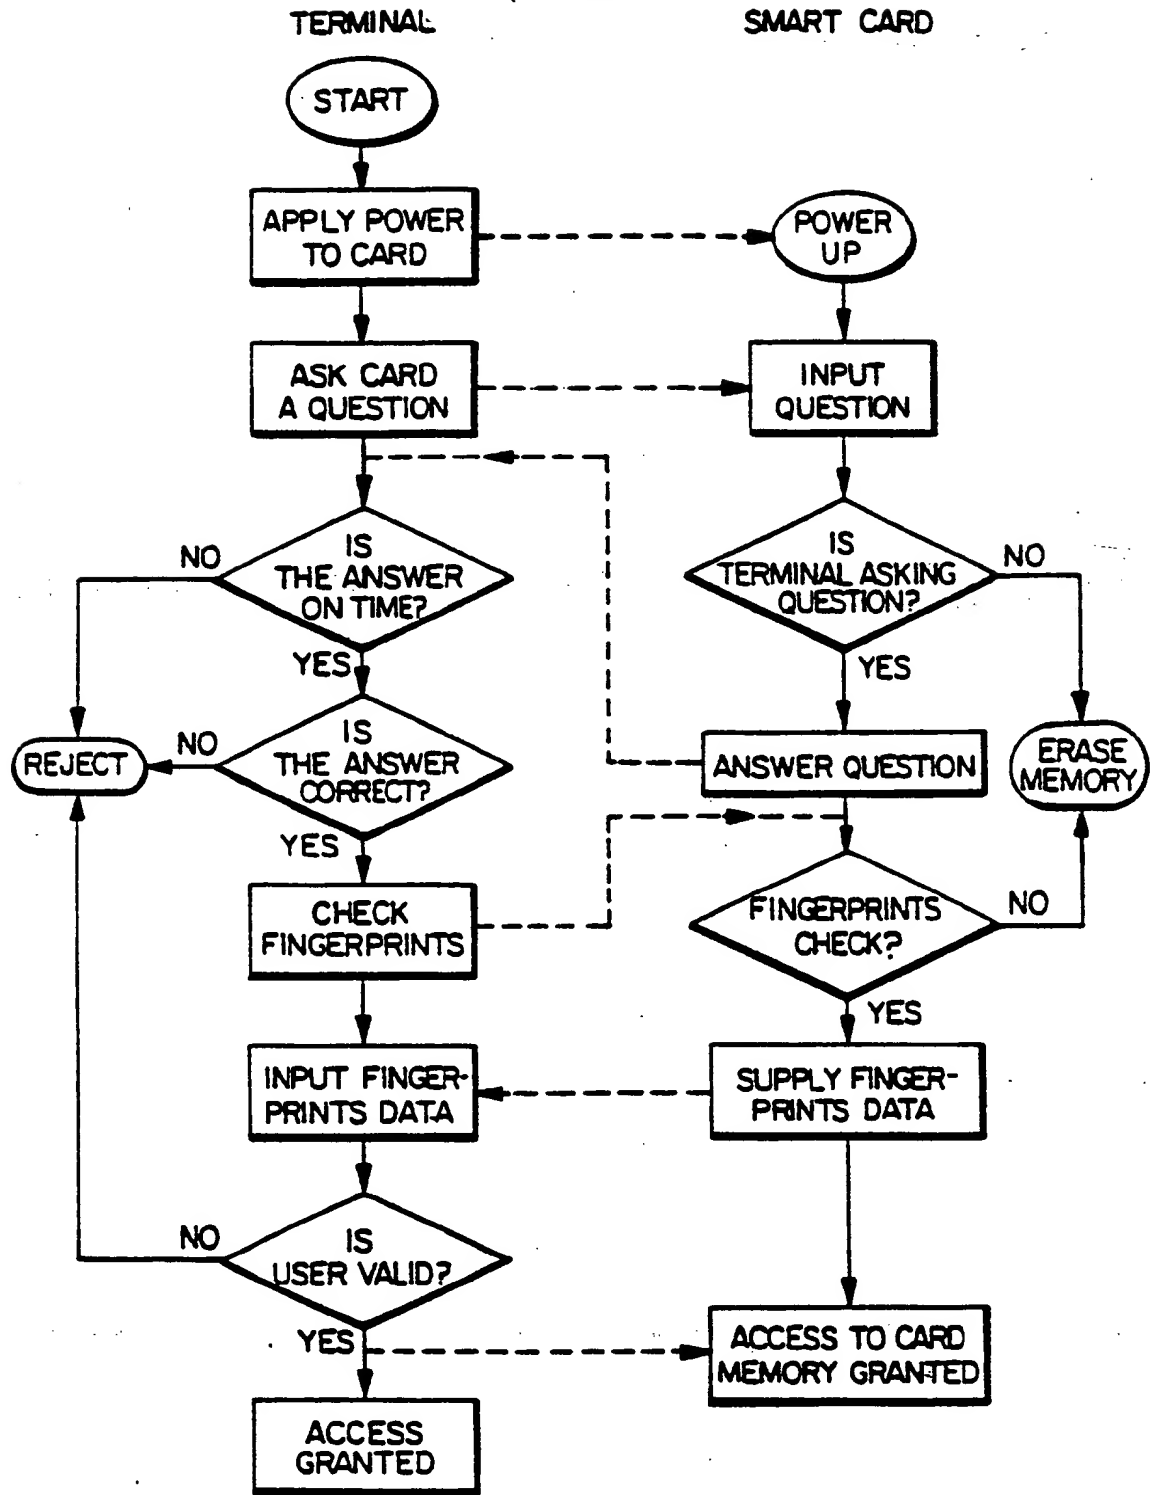 TERMINAL
SMART CARD
START
APPLY POWER
TO CARD
POWER
UP
ASK CARD
A QUESTION
INPUT
QUESTION
IS
THE ANSWER
ON TIME?
NO
YES
IS
TERMINAL ASKING
QUESTION?
NO
YES
REJECT
NO
IS
THE ANSWER
CORRECT?
YES
ANSWER QUESTION
ERASE
MEMORY
CHECK
FINGERPRINTS
FINGERPRINTS
CHECK?
NO
YES
INPUT FINGER-
PRINTS DATA
SUPPLY FINGER-
PRINTS DATA
NO
IS
USER VALID?
YES
ACCESS TO CARD
MEMORY GRANTED
ACCESS
GRANTED